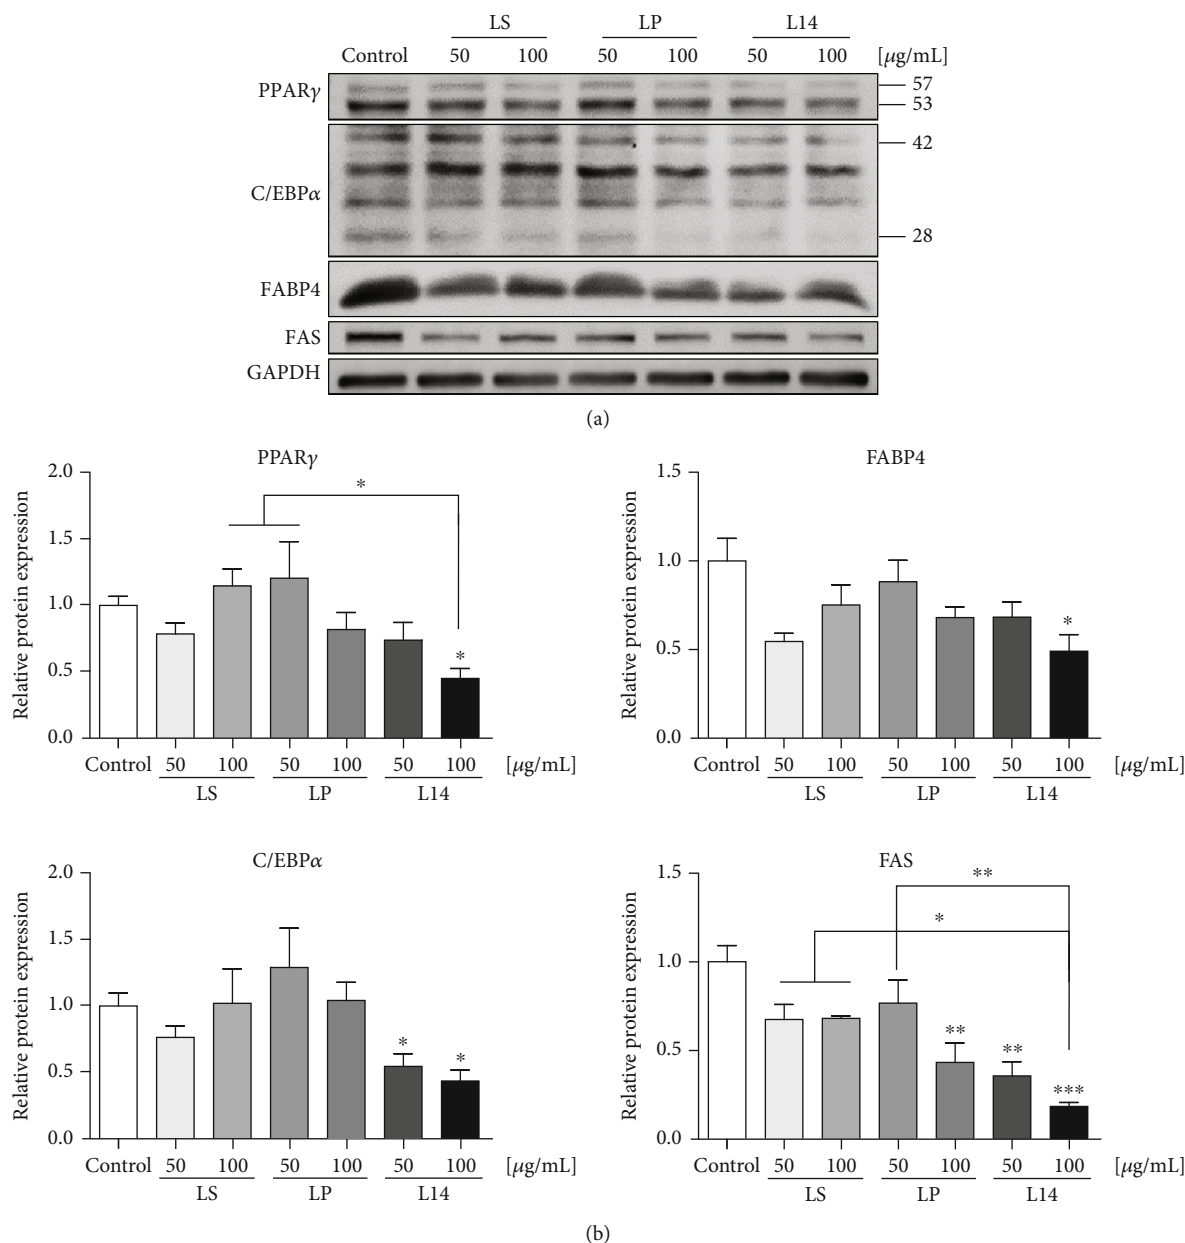 LS LP L14
Control 50 100 50 100 50 100 [μg/mL]
PPARγ
57
53
C/EBPα
42
28
FABP4
FAS
GAPDH
(a)
PPARγ
Relative protein expression
2.0
1.5
1.0
0.5
0.0
*
*
Control 50 100 50 100 50 100 [μg/mL]
LS LP L14
FABP4
Relative protein expression
1.5
1.0
0.5
0.0
*
Control 50 100 50 100 50 100 [μg/mL]
LS LP L14
C/EBPα
Relative protein expression
2.0
1.5
1.0
0.5
0.0
* *
Control 50 100 50 100 50 100 [μg/mL]
LS LP L14
FAS
Relative protein expression
1.5
1.0
0.5
0.0
**
*
** ** ***
Control 50 100 50 100 50 100 [μg/mL]
LS LP L14
(b)